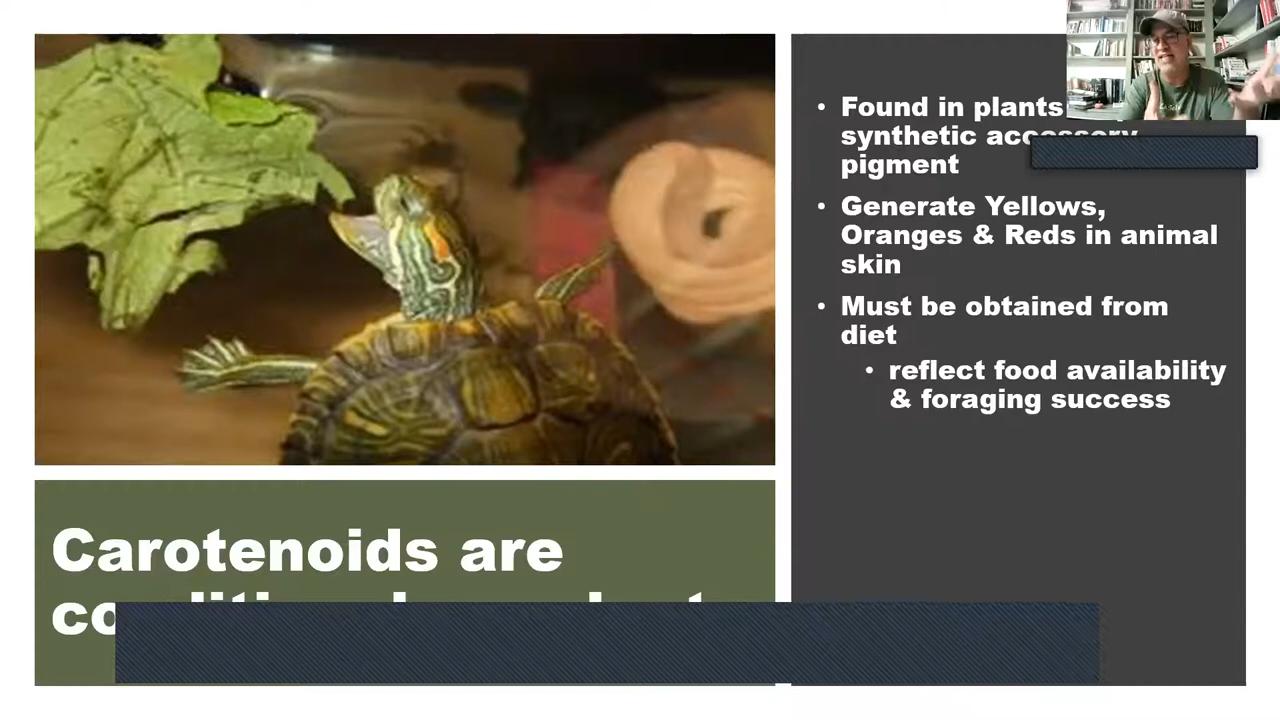 Found in plants
synthetic accessory
pigment
Generate Yellows,
Oranges & Reds in animal
skin
Must be obtained from
diet
reflect food availability
& foraging success
Carotenoids are